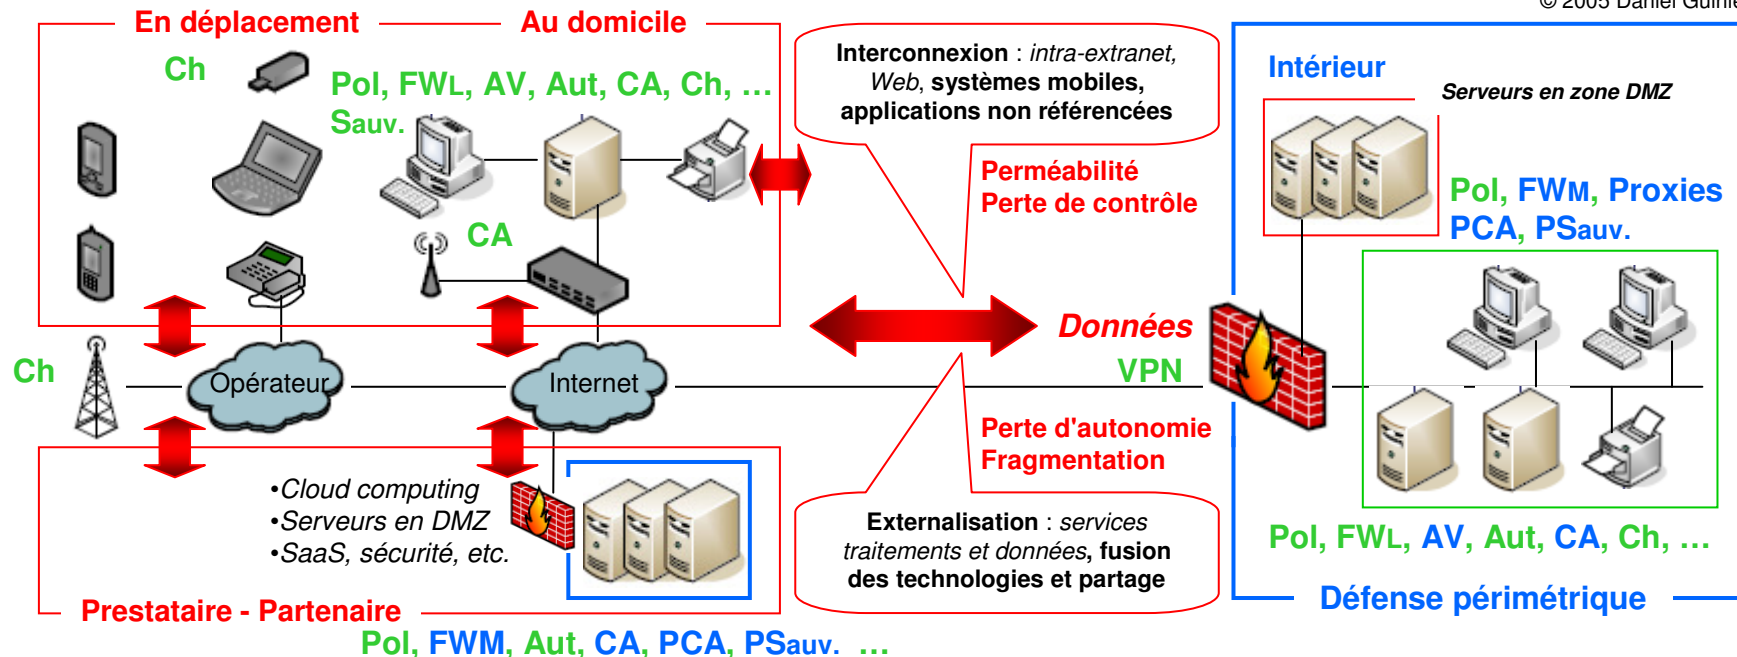 © 2005 Daniel Guinie
En déplacement
Au domicile
Ch
Pol, FWL, AV, Aut, CA, Ch, …
Sauv.
CA
Interconnexion : intra-extranet,
Web, systèmes mobiles,
applications non référencées
Perméabilité
Perte de contrôle
Intérieur
Serveurs en zone DMZ
Pol, FWM, Proxies
PCA, PSauv.
Ch
Opérateur
Internet
Données
VPN
Perte d'autonomie
Fragmentation
•Cloud computing
•Serveurs en DMZ
•SaaS, sécurité, etc.
Externalisation : services
traitements et données, fusion
des technologies et partage
Pol, FWL, AV, Aut, CA, Ch, …
Défense périmétrique
Prestataire - Partenaire
Pol, FWM, Aut, CA, PCA, PSauv. …